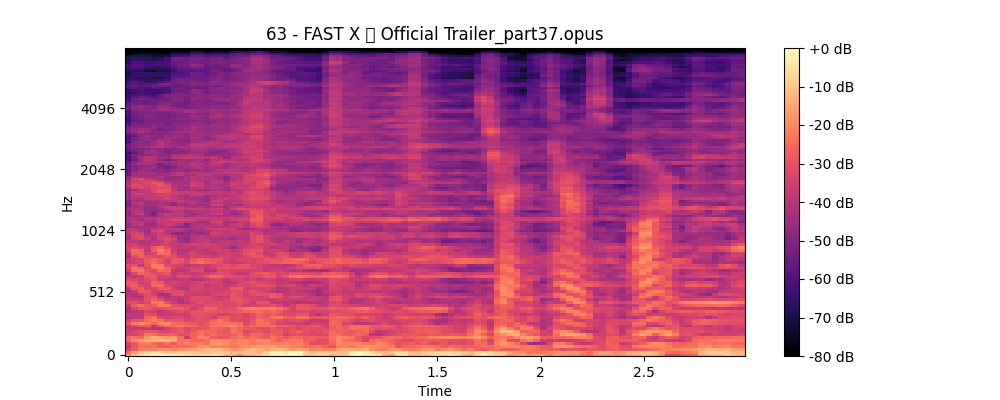 63 - FAST X ▯ Official Trailer_part37.opus
Hz
4096
2048
1024
512
0
0 0.5 1 1.5 2 2.5
Time
+0 dB
-10 dB
-20 dB
-30 dB
-40 dB
-50 dB
-60 dB
-70 dB
-80 dB